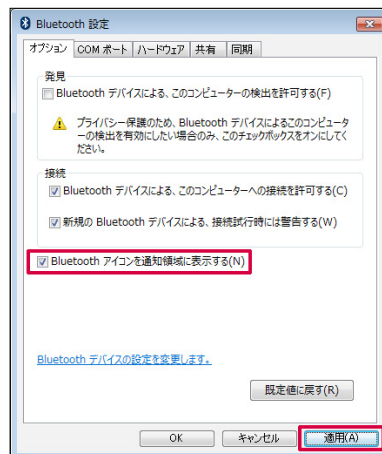 Bluetooth 設定
オプション COM ポート ハードウェア 共有 同期
発見
Bluetooth デバイスによる、このコンピューターの検出を許可する(F)
プライバシー保護のため、Bluetooth デバイスによるこのコンピュータ
ーの検出を有効にしたい場合のみ、このチェックボックスをオンにしてく
ださい。
接続
Bluetooth デバイスによる、このコンピューターへの接続を許可する(C)
新規の Bluetooth デバイスによる、接続試行時には警告する(W)
Bluetooth アイコンを通知領域に表示する(N)
Bluetooth デバイスの設定を変更します。
既定値に戻す(R)
OK キャンセル 適用(A)